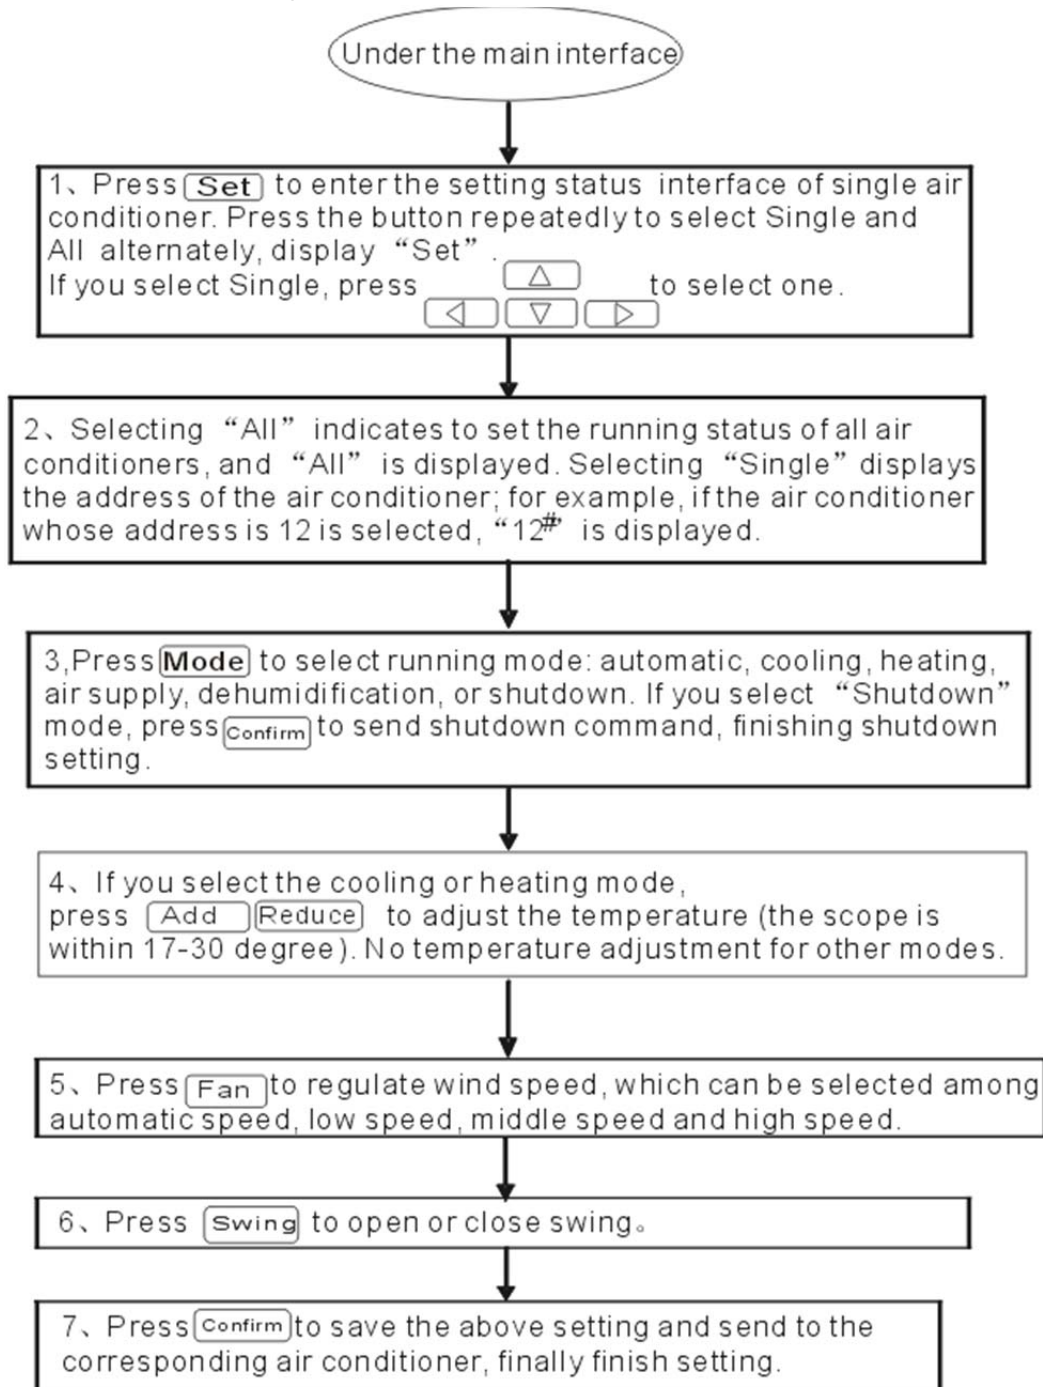 Under the main interface
1、Press Set to enter the setting status interface of single air
conditioner. Press the button repeatedly to select Single and
All alternately, display “Set”.
If you select Single, press △ to select one.
◁ ▽ ▷
2、Selecting “All” indicates to set the running status of all air
conditioners, and “All” is displayed. Selecting “Single” displays
the address of the air conditioner; for example, if the air conditioner
whose address is 12 is selected, “12#” is displayed.
3,Press Mode to select running mode: automatic, cooling, heating,
air supply, dehumidification, or shutdown. If you select “Shutdown”
mode, press Confirm to send shutdown command, finishing shutdown
setting.
4、If you select the cooling or heating mode,
press Add Reduce to adjust the temperature (the scope is
within 17-30 degree). No temperature adjustment for other modes.
5、Press Fan to regulate wind speed, which can be selected among
automatic speed, low speed, middle speed and high speed.
6、Press Swing to open or close swing。
7、Press Confirm to save the above setting and send to the
corresponding air conditioner, finally finish setting.